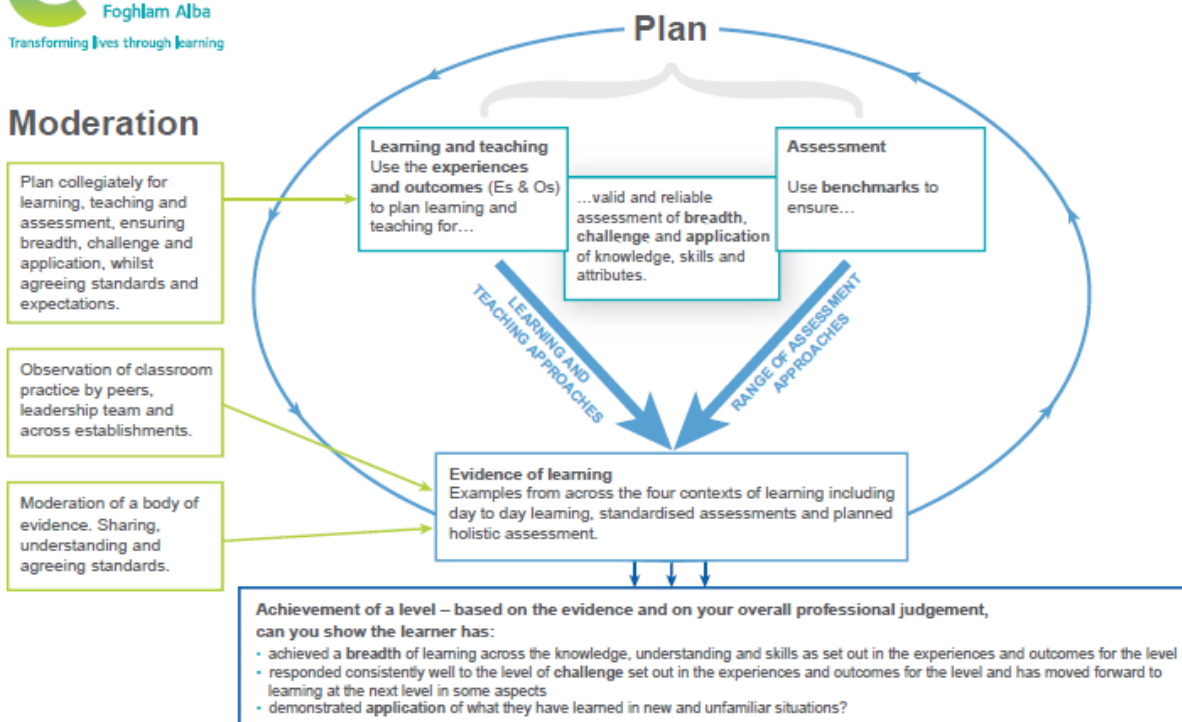 Foghlam Alba
Transforming lives through learning
Plan
Moderation
Plan collegiately for
learning, teaching and
assessment, ensuring
breadth, challenge and
application, whilst
agreeing standards and
expectations.
Observation of classroom
practice by peers,
leadership team and
across establishments.
Moderation of a body of
evidence. Sharing,
understanding and
agreeing standards.
Learning and teaching
Use the experiences
and outcomes (Es & Os)
to plan learning and
teaching for…
…valid and reliable
assessment of breadth,
challenge and application
of knowledge, skills and
attributes.
Assessment
Use benchmarks to
ensure…
LEARNING AND
TEACHING APPROACHES
RANGE OF ASSESSMENT
APPROACHES
Evidence of learning
Examples from across the four contexts of learning including
day to day learning, standardised assessments and planned
holistic assessment.
Achievement of a level – based on the evidence and on your overall professional judgement,
can you show the learner has:
• achieved a breadth of learning across the knowledge, understanding and skills as set out in the experiences and outcomes for the level
• responded consistently well to the level of challenge set out in the experiences and outcomes for the level and has moved forward to
learning at the next level in some aspects
• demonstrated application of what they have learned in new and unfamiliar situations?